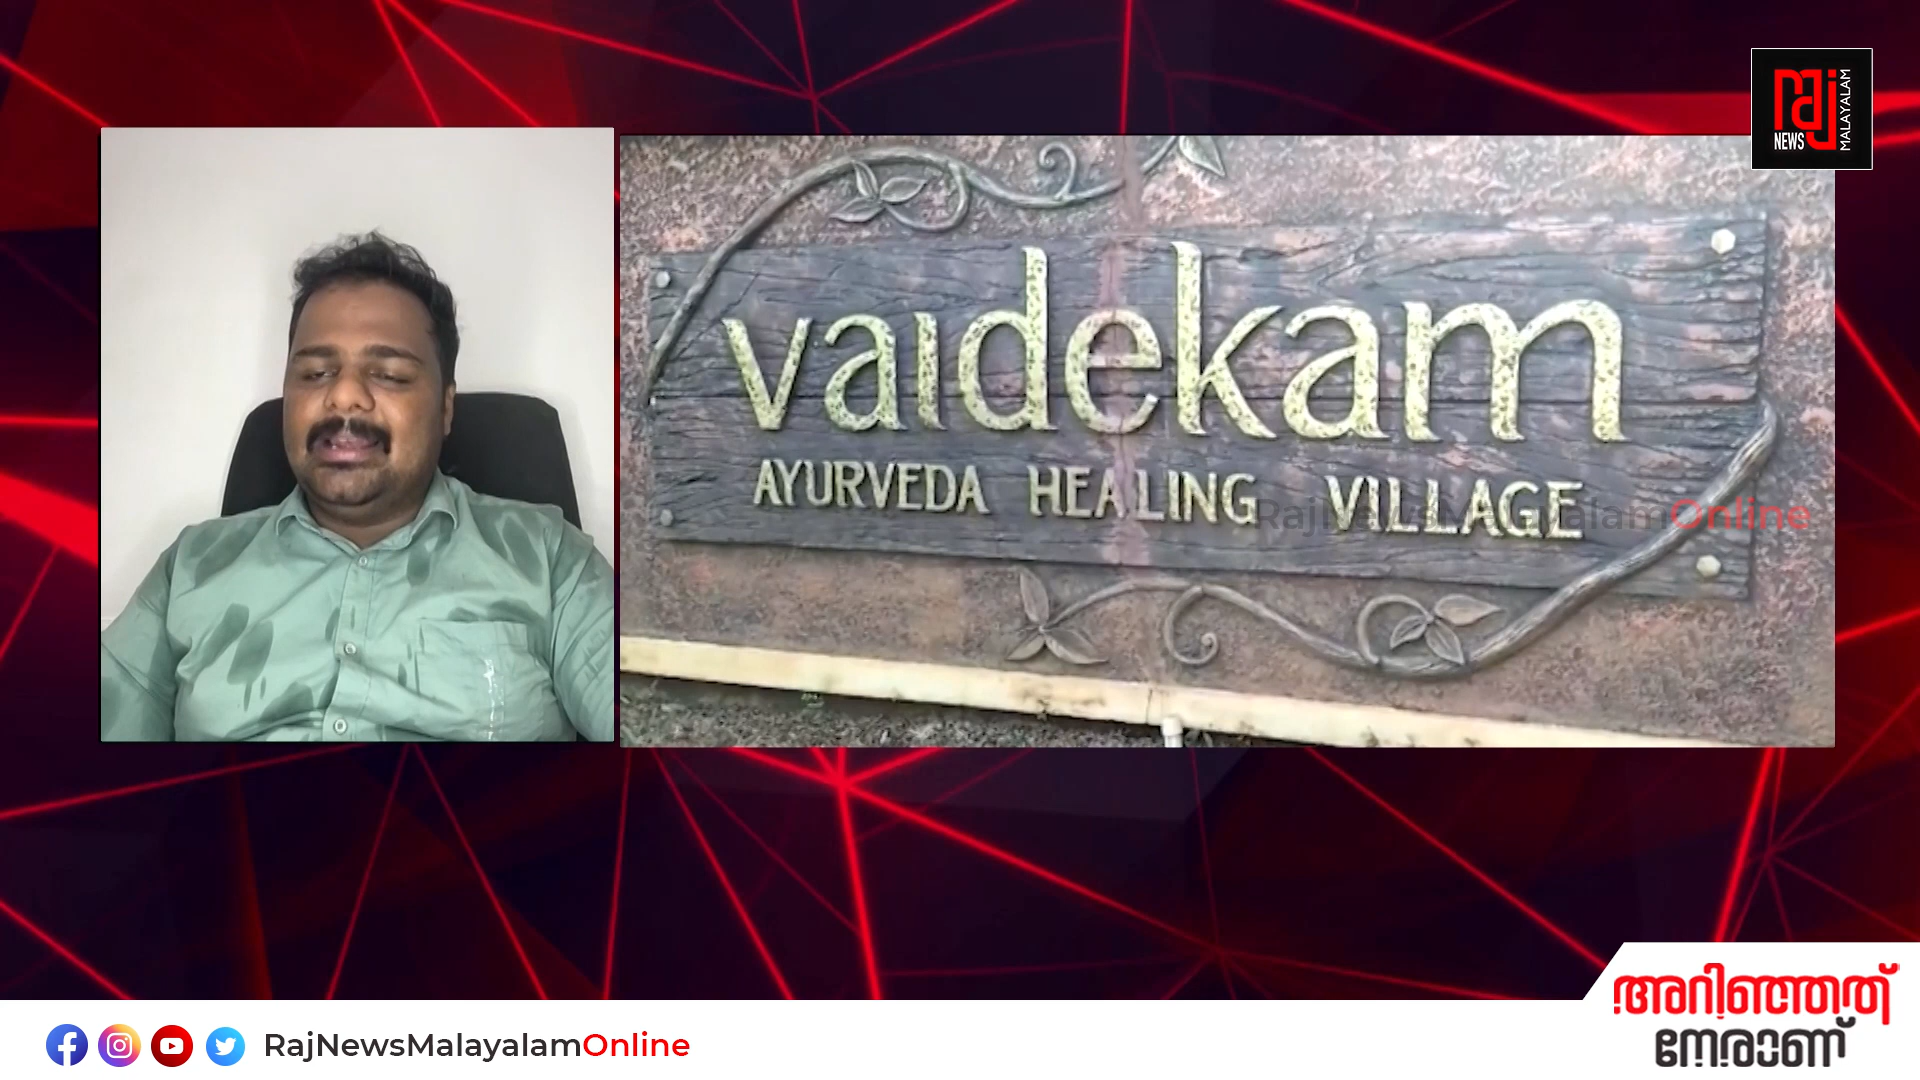 raj
NEWS
MALAYALAM
vaidekam
AYURVEDA HEALING VILLAGE
RajNewsMalayalamOnline
RajNewsMalayalamOnline
അറിഞ്ഞത്
നേരാണ്